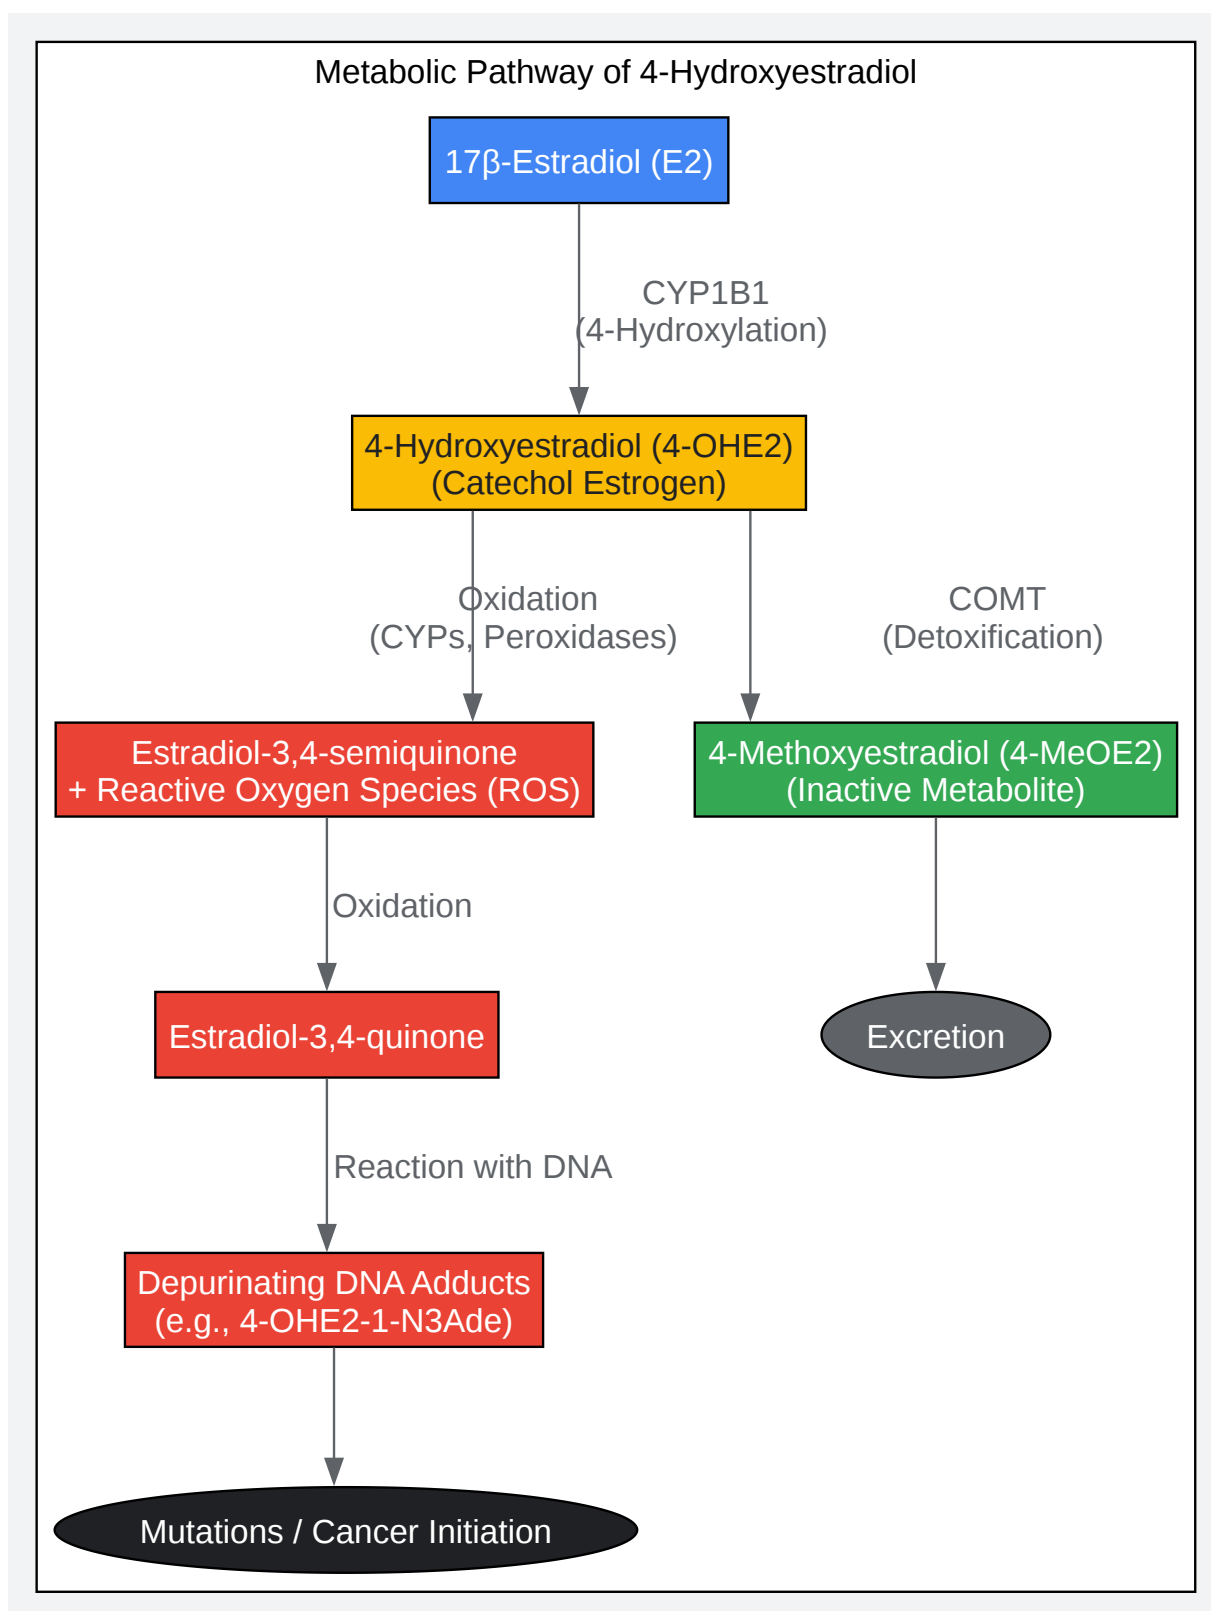 Metabolic Pathway of 4-Hydroxyestradiol
17β-Estradiol (E2)
CYP1B1
(4-Hydroxylation)
4-Hydroxyestradiol (4-OHE2)
(Catechol Estrogen)
Oxidation
(CYPs, Peroxidases)
COMT
(Detoxification)
Estradiol-3,4-semiquinone
+ Reactive Oxygen Species (ROS)
4-Methoxyestradiol (4-MeOE2)
(Inactive Metabolite)
Oxidation
Estradiol-3,4-quinone
Excretion
Reaction with DNA
Depurinating DNA Adducts
(e.g., 4-OHE2-1-N3Ade)
Mutations / Cancer Initiation